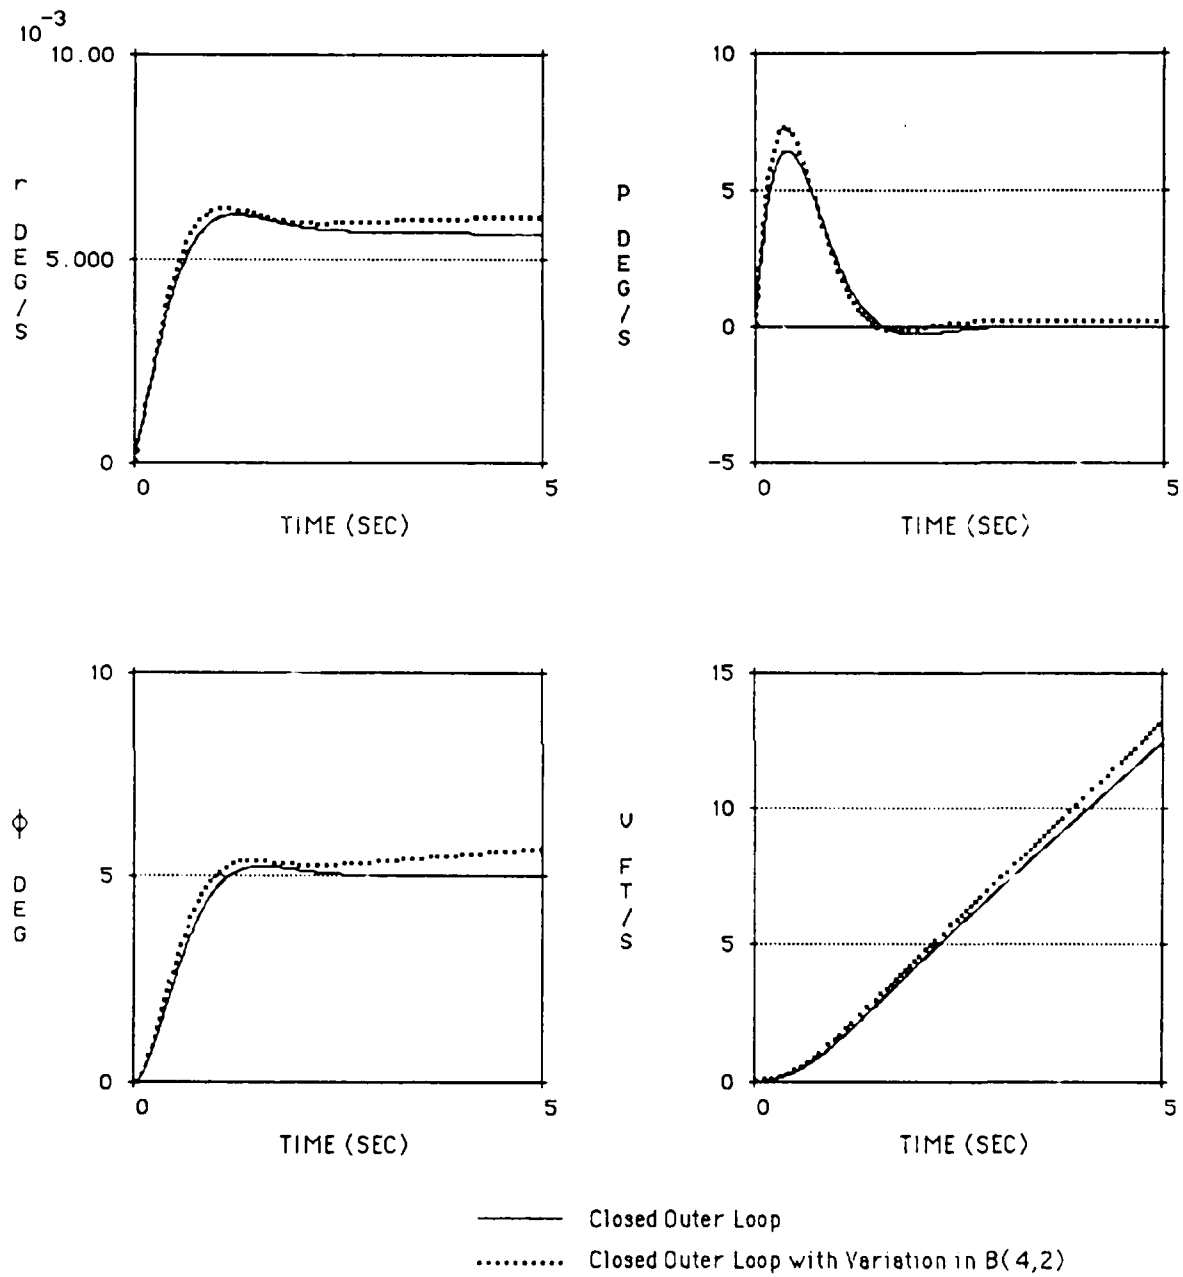 10-3
10.00
r DEG/S
5.000
0
0 5
TIME (SEC)
10
P DEG/S
5
0
-5
0 5
TIME (SEC)
10
ϕ DEG
5
0
0 5
TIME (SEC)
15
U FT/S
10
5
0
0 5
TIME (SEC)
Closed Outer Loop
Closed Outer Loop with Variation in B(4,2)